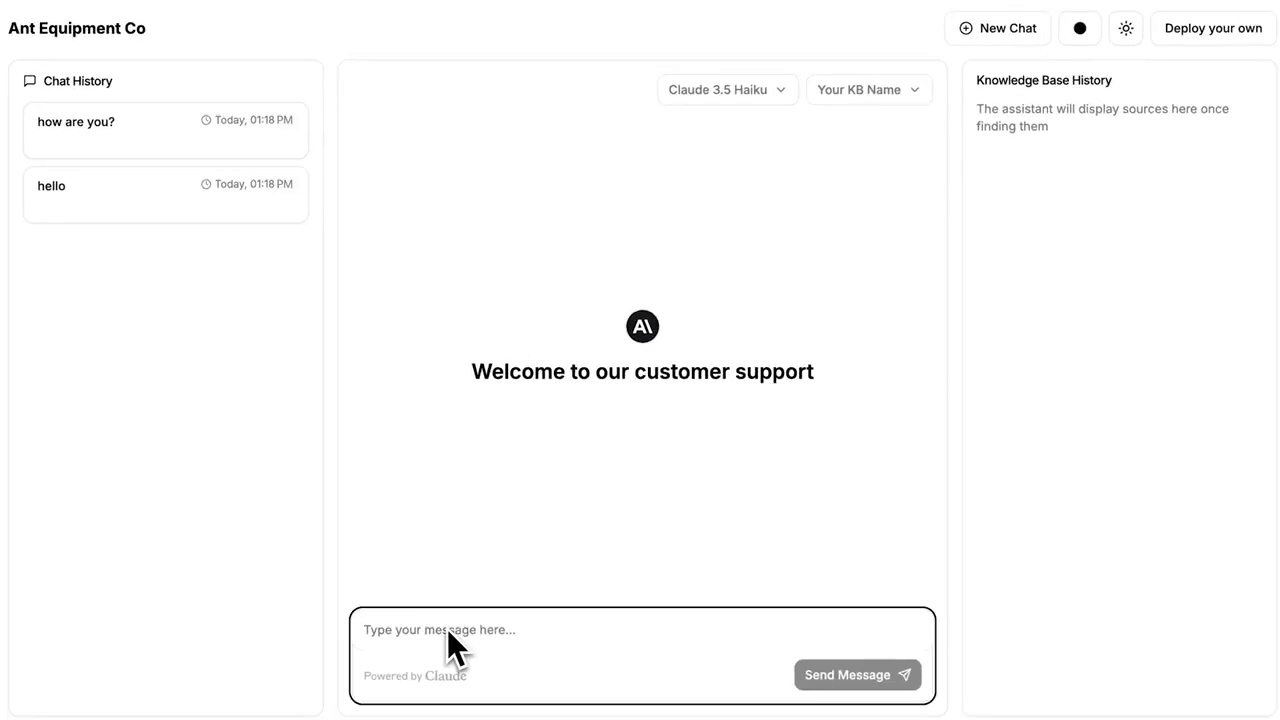 Ant Equipment Co
New Chat
Deploy your own
Chat History
how are you?
Today, 01:18 PM
hello
Today, 01:18 PM
Claude 3.5 Haiku
Your KB Name
AI
Welcome to our customer support
Type your message here...
Powered by Claude
Send Message
Knowledge Base History
The assistant will display sources here once
finding them